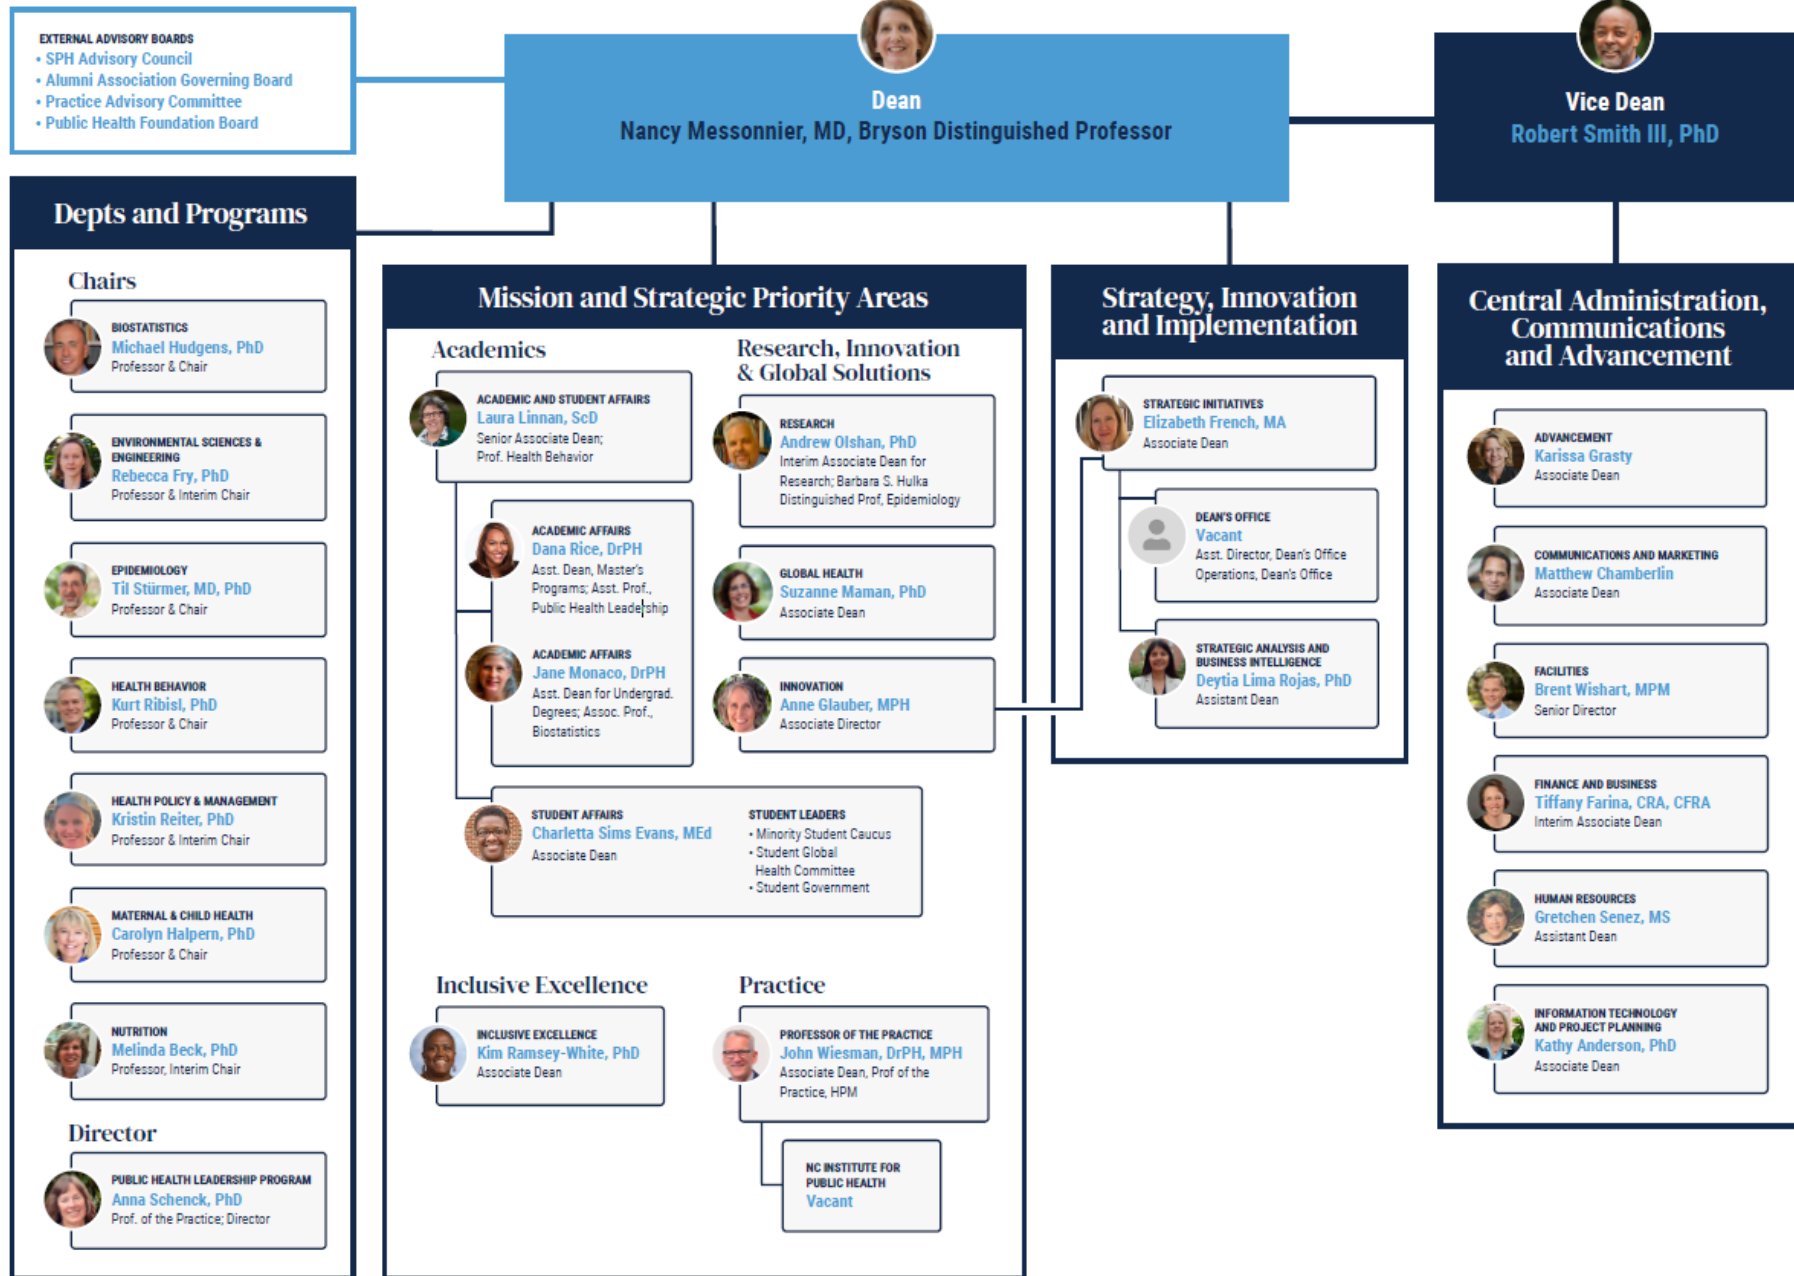 EXTERNAL ADVISORY BOARDS
• SPH Advisory Council
• Alumni Association Governing Board
• Practice Advisory Committee
• Public Health Foundation Board
Dean
Nancy Messonnier, MD, Bryson Distinguished Professor
Vice Dean
Robert Smith III, PhD
Depts and Programs
Chairs
BIOSTATISTICS
Michael Hudgens, PhD
Professor & Chair
ENVIRONMENTAL SCIENCES &
ENGINEERING
Rebecca Fry, PhD
Professor & Interim Chair
EPIDEMIOLOGY
Til Stürmer, MD, PhD
Professor & Chair
HEALTH BEHAVIOR
Kurt Ribisl, PhD
Professor & Chair
HEALTH POLICY & MANAGEMENT
Kristin Reiter, PhD
Professor & Interim Chair
MATERNAL & CHILD HEALTH
Carolyn Halpern, PhD
Professor & Chair
NUTRITION
Melinda Beck, PhD
Professor, Interim Chair
Director
PUBLIC HEALTH LEADERSHIP PROGRAM
Anna Schenck, PhD
Prof. of the Practice; Director
Mission and Strategic Priority Areas
Academics
ACADEMIC AND STUDENT AFFAIRS
Laura Linnan, ScD
Senior Associate Dean;
Prof. Health Behavior
ACADEMIC AFFAIRS
Dana Rice, DrPH
Asst. Dean, Master's
Programs; Asst. Prof.,
Public Health Leadership
ACADEMIC AFFAIRS
Jane Monaco, DrPH
Asst. Dean for Undergrad.
Degrees; Assoc. Prof.,
Biostatistics
STUDENT AFFAIRS
Charletta Sims Evans, MEd
Associate Dean
STUDENT LEADERS
• Minority Student Caucus
• Student Global
Health Committee
• Student Government
Research, Innovation
& Global Solutions
RESEARCH
Andrew Olshan, PhD
Interim Associate Dean for
Research; Barbara S. Hulka
Distinguished Prof, Epidemiology
GLOBAL HEALTH
Suzanne Maman, PhD
Associate Dean
INNOVATION
Anne Glauber, MPH
Associate Director
Inclusive Excellence
INCLUSIVE EXCELLENCE
Kim Ramsey-White, PhD
Associate Dean
Practice
PROFESSOR OF THE PRACTICE
John Wiesman, DrPH, MPH
Associate Dean, Prof of the
Practice, HPM
NC INSTITUTE FOR
PUBLIC HEALTH
Vacant
Strategy, Innovation
and Implementation
STRATEGIC INITIATIVES
Elizabeth French, MA
Associate Dean
DEAN'S OFFICE
Vacant
Asst. Director, Dean's Office
Operations, Dean's Office
STRATEGIC ANALYSIS AND
BUSINESS INTELLIGENCE
Deytia Lima Rojas, PhD
Assistant Dean
Central Administration,
Communications
and Advancement
ADVANCEMENT
Karissa Grasty
Associate Dean
COMMUNICATIONS AND MARKETING
Matthew Chamberlin
Associate Dean
FACILITIES
Brent Wishart, MPM
Senior Director
FINANCE AND BUSINESS
Tiffany Farina, CRA, CFRA
Interim Associate Dean
HUMAN RESOURCES
Gretchen Senez, MS
Assistant Dean
INFORMATION TECHNOLOGY
AND PROJECT PLANNING
Kathy Anderson, PhD
Associate Dean